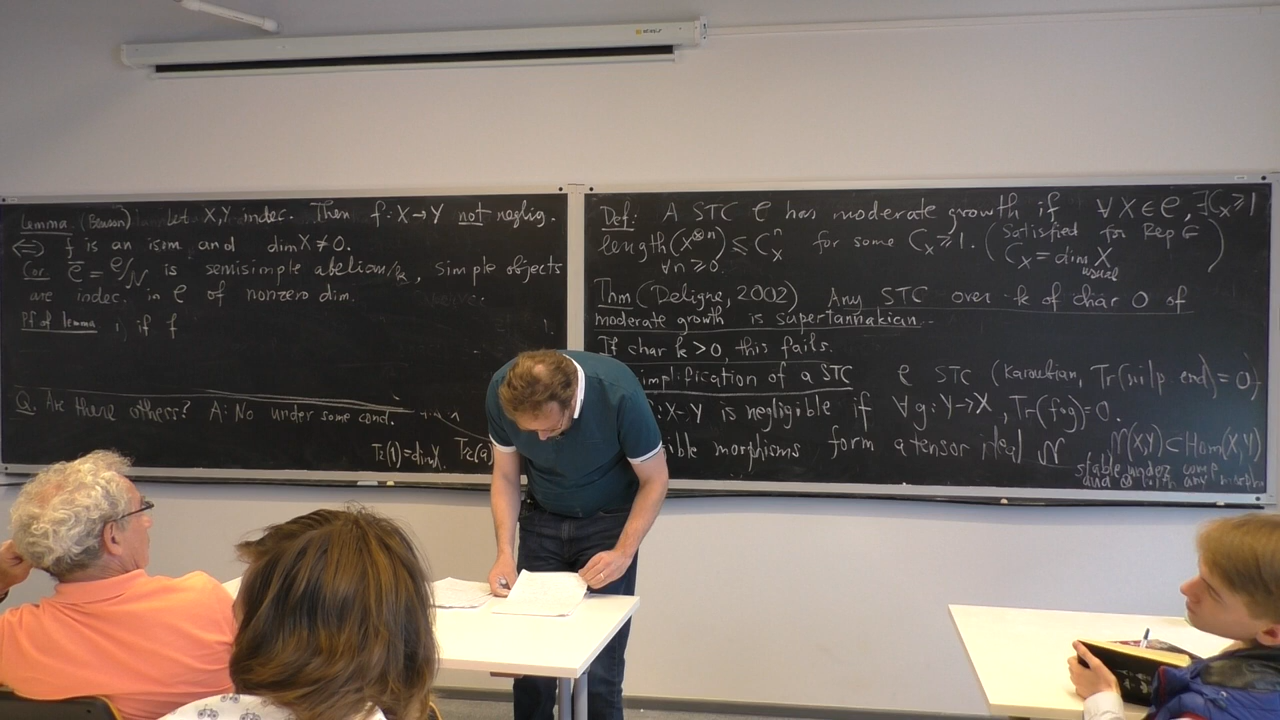 Lemma. (Benson) Let X,Y indec. Then f: X→Y not neglig.
⟺ f is an isom and dim X ≠ 0.
Cor. C̄ = C/N is semisimple abelian/k, simple objects
are indec. in C of nonzero dim.
Pf of lemma if f
Q. Are there others? A: No under some cond.
Tr(1)=dim X.
Def: A STC C has moderate growth if ∀X∈C, ∃C_X≥1
length(X^⊗n) ≤ C_X^n for some C_X≥1. (Satisfied for Rep G
∀n≥0. C_X = dim X)
usual
Thm (Deligne, 2002) Any STC over k of char 0 of
moderate growth is supertannakian.
If char k>0, this fails.
implification of a STC C STC (Karoubian, Tr(nilp. end)=0)
: X→Y is negligible if ∀g: Y→X, Tr(f∘g)=0.
ible morphisms form a tensor ideal N N(X,Y)⊂Hom(X,Y)
stable under comp.
and ⊗ with any morph